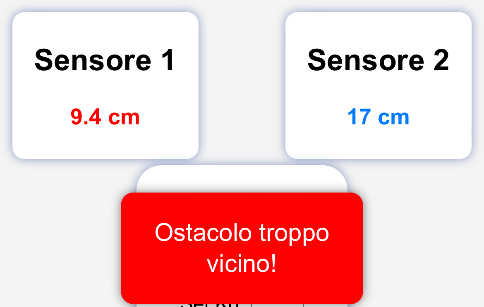 Sensore 1
Sensore 2
9.4 cm
17 cm
Ostacolo troppo
vicino!